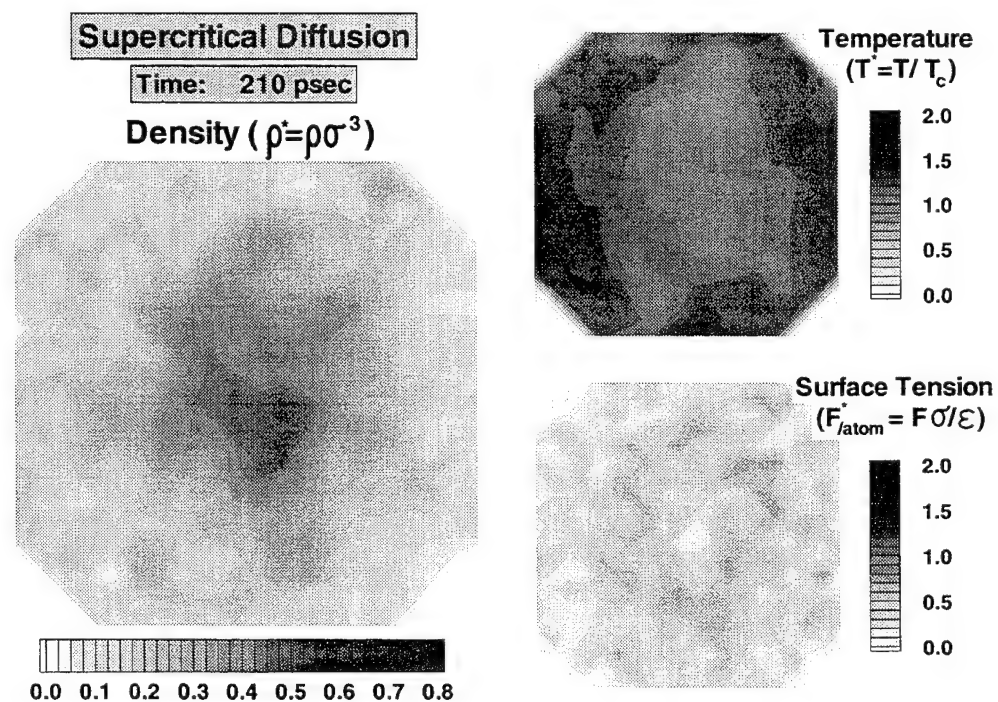 Supercritical Diffusion
Time: 210 psec
Density ( ρ*=ρσ⁻³)
0.0 0.1 0.2 0.3 0.4 0.5 0.6 0.7 0.8
Temperature
(T*=T/ Tc)
2.0
1.5
1.0
0.5
0.0
Surface Tension
(F*/atom = F σ/ε)
2.0
1.5
1.0
0.5
0.0